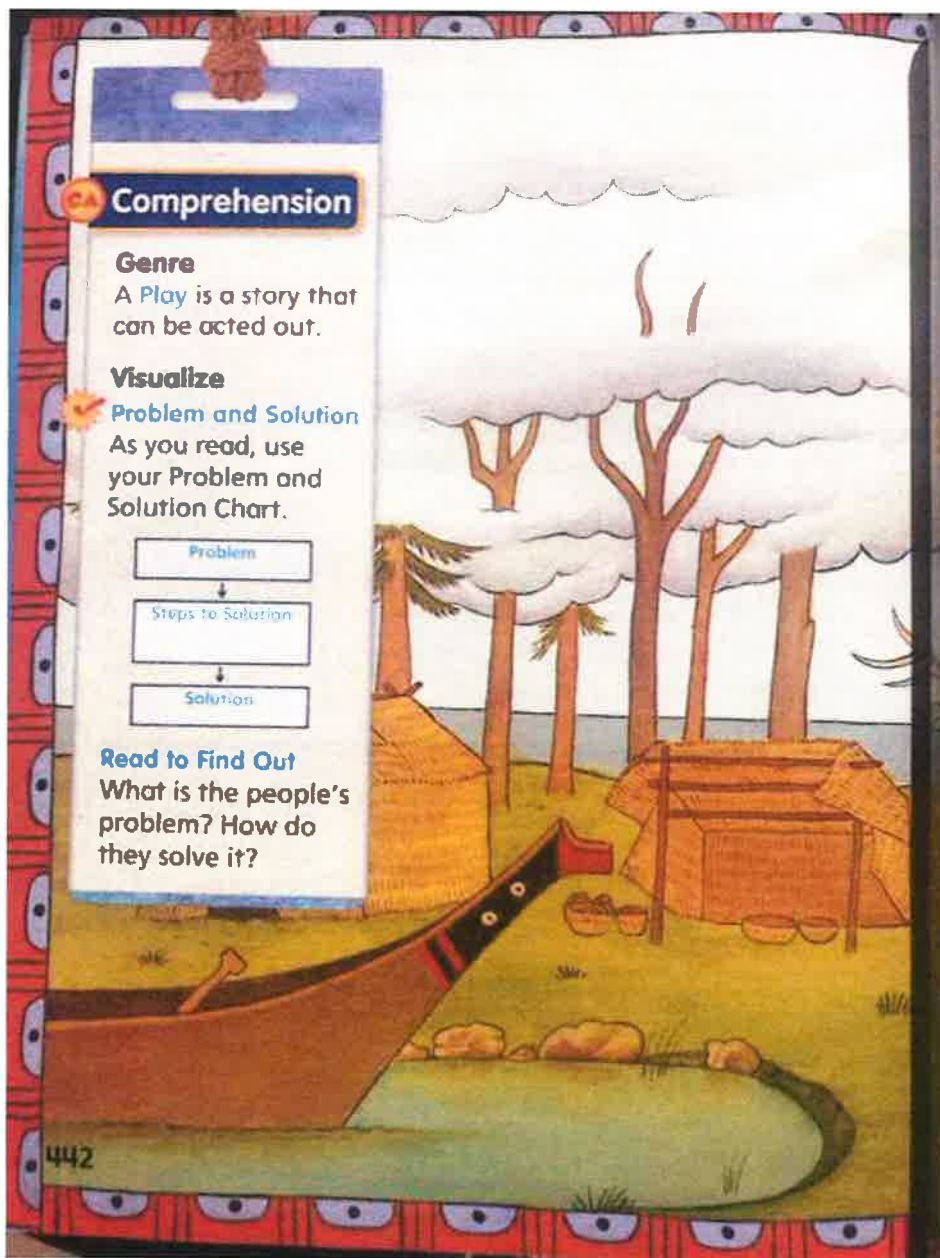 CA Comprehension
Genre
A Play is a story that
can be acted out.
Visualize
Problem and Solution
As you read, use
your Problem and
Solution Chart.
Problem
Steps to Solution
Solution
Read to Find Out
What is the people's
problem? How do
they solve it?
442